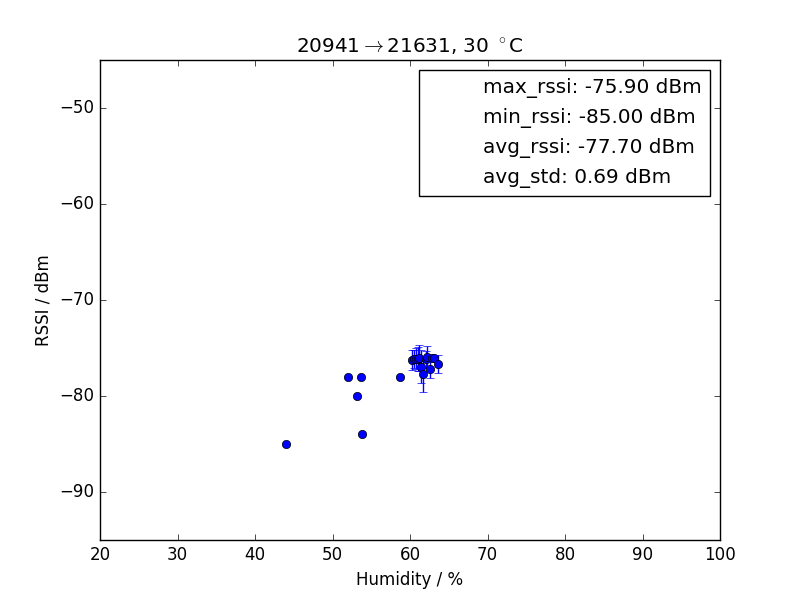 20941→21631, 30 °C
max_rssi: -75.90 dBm
min_rssi: -85.00 dBm
avg_rssi: -77.70 dBm
avg_std: 0.69 dBm
−50
−60
−70
−80
−90
RSSI / dBm
20 30 40 50 60 70 80 90 100
Humidity / %